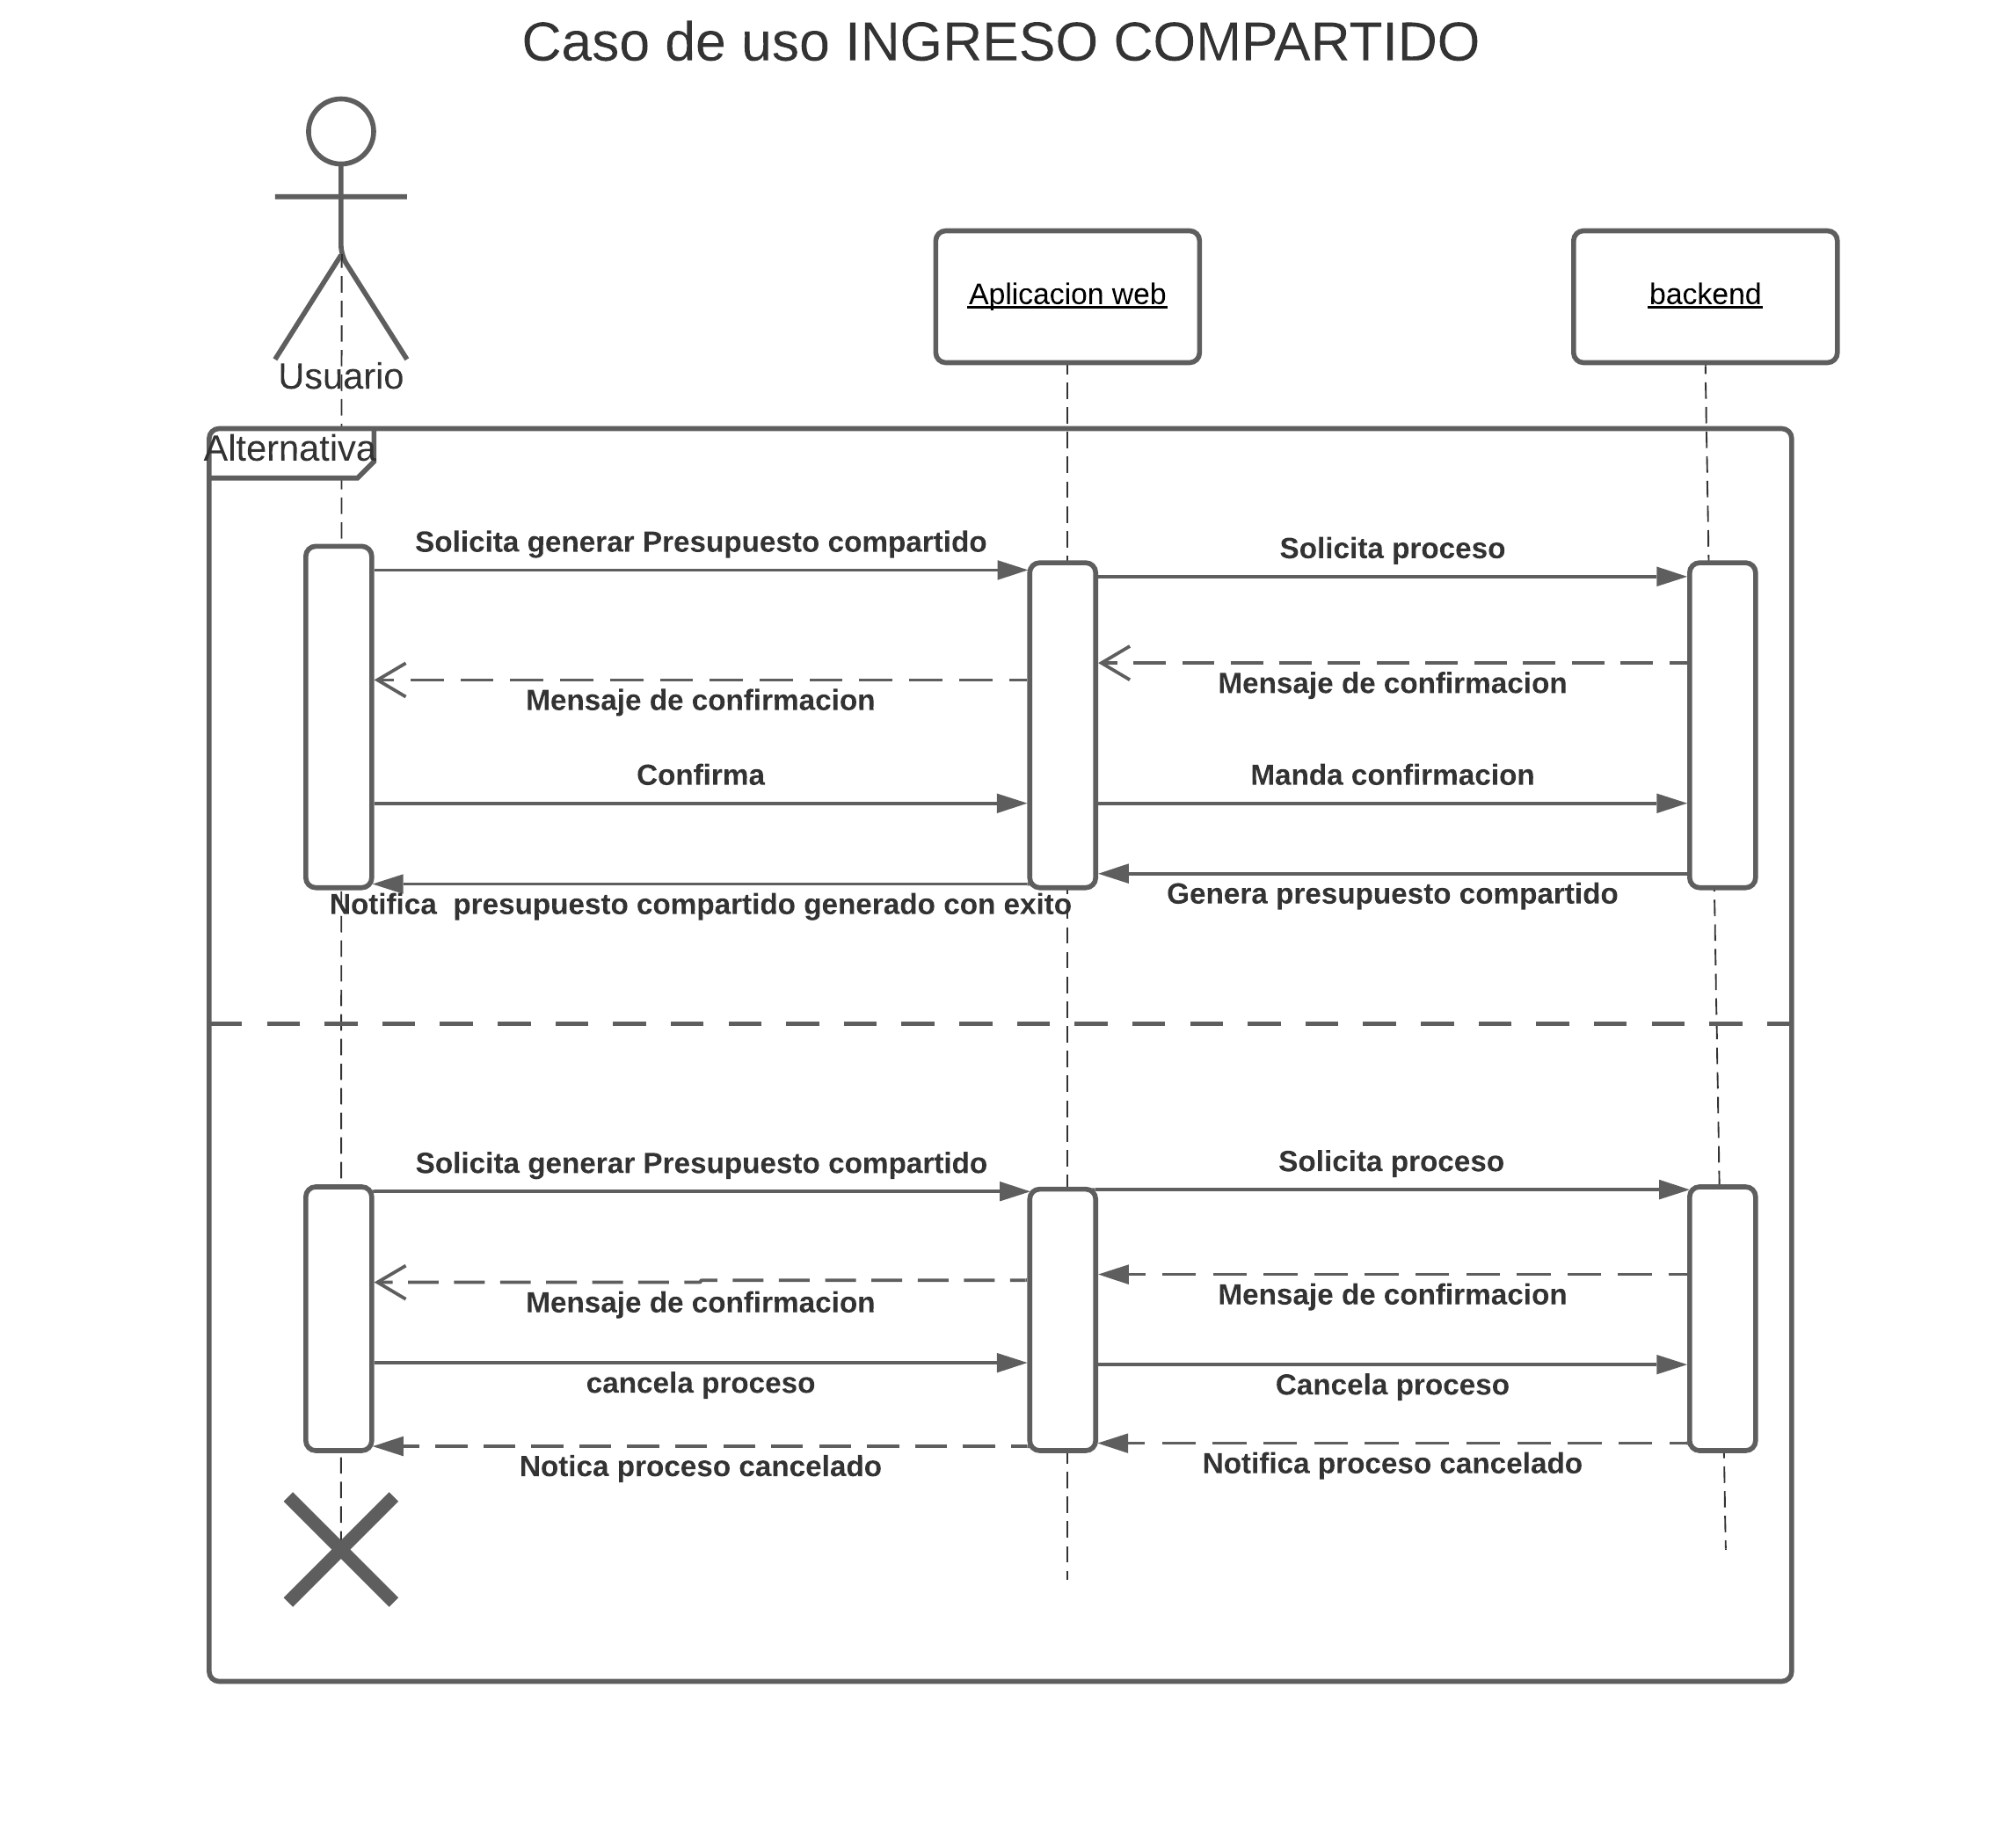 Caso de uso INGRESO COMPARTIDO
Aplicacion web
backend
Usuario
Alternativa
Solicita generar Presupuesto compartido
Solicita proceso
Mensaje de confirmacion
Mensaje de confirmacion
Confirma
Manda confirmacion
Genera presupuesto compartido
Notifica  presupuesto compartido generado con exito
Solicita generar Presupuesto compartido
Solicita proceso
Mensaje de confirmacion
Mensaje de confirmacion
cancela proceso
Cancela proceso
Notica proceso cancelado
Notifica proceso cancelado